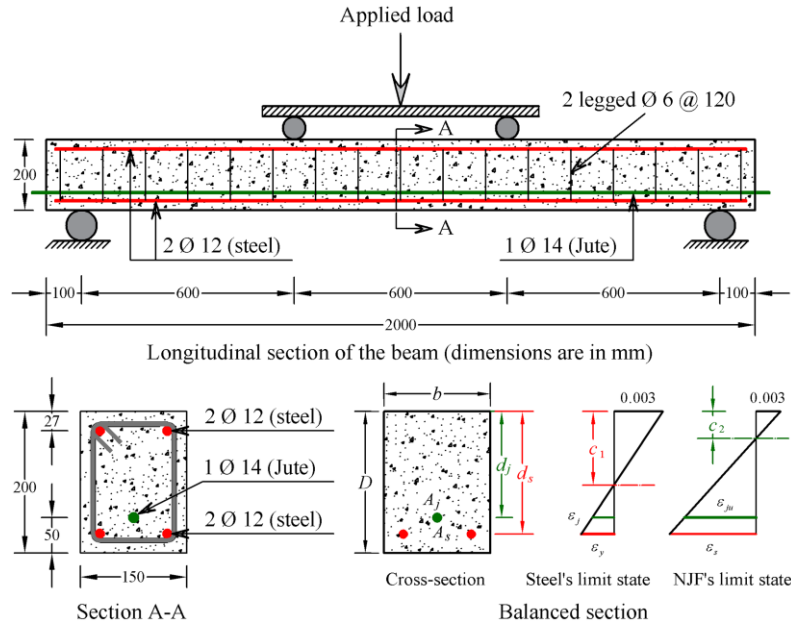 Applied load
2 legged Ø 6 @ 120
A
200
A
2 Ø 12 (steel)
1 Ø 14 (Jute)
100
600
600
600
100
2000
Longitudinal section of the beam (dimensions are in mm)
27
200
50
150
2 Ø 12 (steel)
1 Ø 14 (Jute)
2 Ø 12 (steel)
Section A-A
b
D
dj
ds
Aj
As
Cross-section
0.003
c1
εj
εy
Steel's limit state
0.003
c2
εju
εs
NJF's limit state
Balanced section